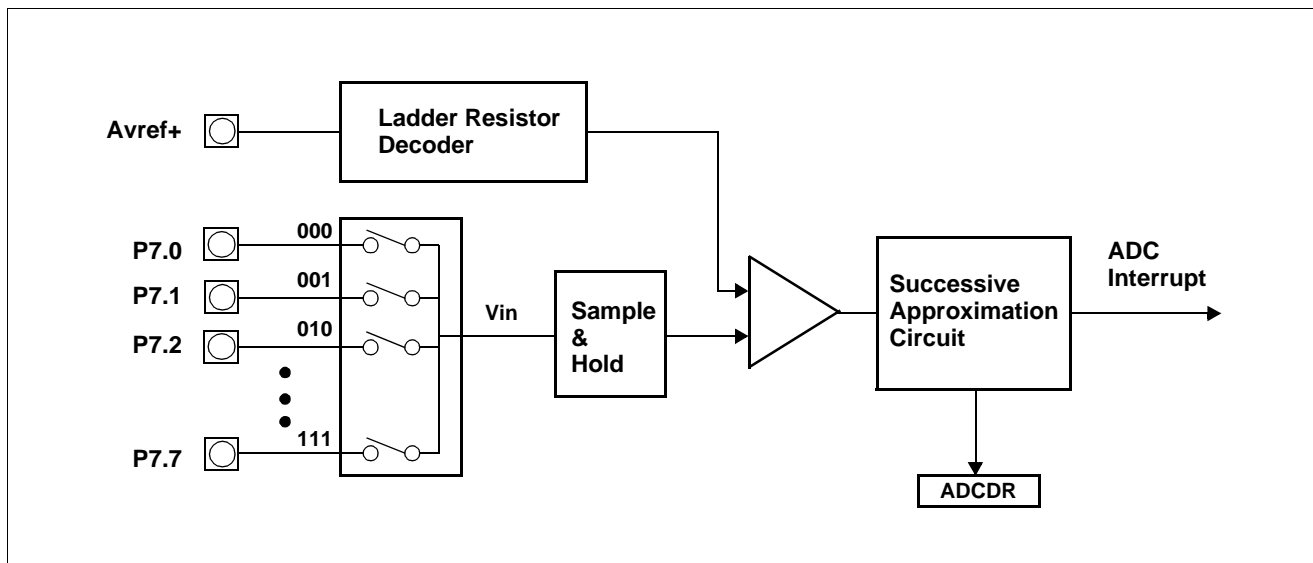 Ladder Resistor
Decoder
Avref+
000
P7.0
001
P7.1
010
P7.2
111
P7.7
Vin
Sample
&
Hold
Successive
Approximation
Circuit
ADC
Interrupt
ADCDR